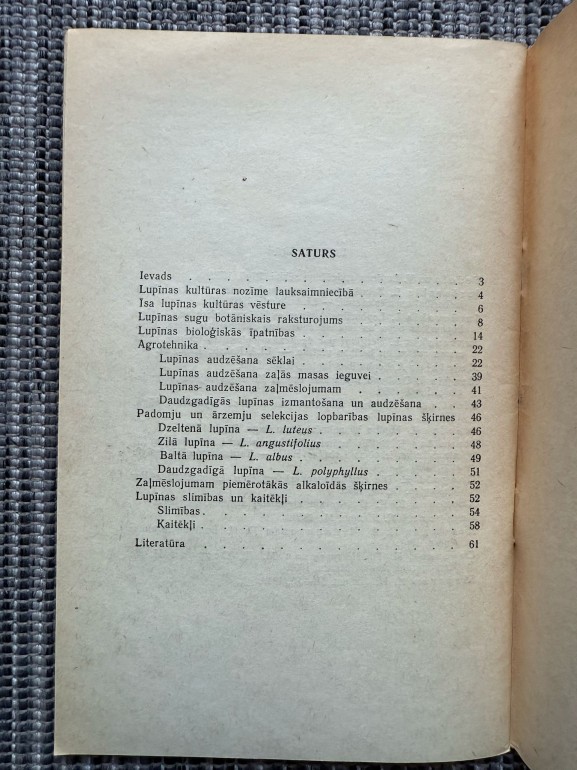 SATURS
Ievads . . . . . . . . . . . . . 3
Lupīnas kultūras nozīme lauksaimniecībā . . . . . 4
Īsa lupīnas kultūras vēsture . . . . . . . . 6
Lupīnas sugu botāniskais raksturojums . . . . . 8
Lupīnas bioloģiskās īpatnības . . . . . . . . 14
Agrotehnika . . . . . . . . . . . . 22
Lupīnas audzēšana sēklai . . . . . . . 22
Lupīnas audzēšana zaļās masas ieguvei . . . . 39
Lupīnas audzēšana zaļmēslojumam . . . . . 41
Daudzgadīgās lupīnas izmantošana un audzēšana . . 43
Padomju un ārzemju selekcijas lopbarības lupīnas šķirnes 46
Dzeltenā lupīna — L. luteus . . . . . . . 46
Zilā lupīna — L. angustifolius . . . . . . 48
Baltā lupīna — L. albus . . . . . . . 49
Daudzgadīgā lupīna — L. polyphyllus . . . . 51
Zaļmēslojumam piemērotākās alkaloīdās šķirnes . . . 52
Lupīnas slimības un kaitēkļi . . . . . . . 52
Slimības . . . . . . . . . . . . 54
Kaitēkļi . . . . . . . . . . . . 58
Literatūra . . . . . . . . . . . . 61